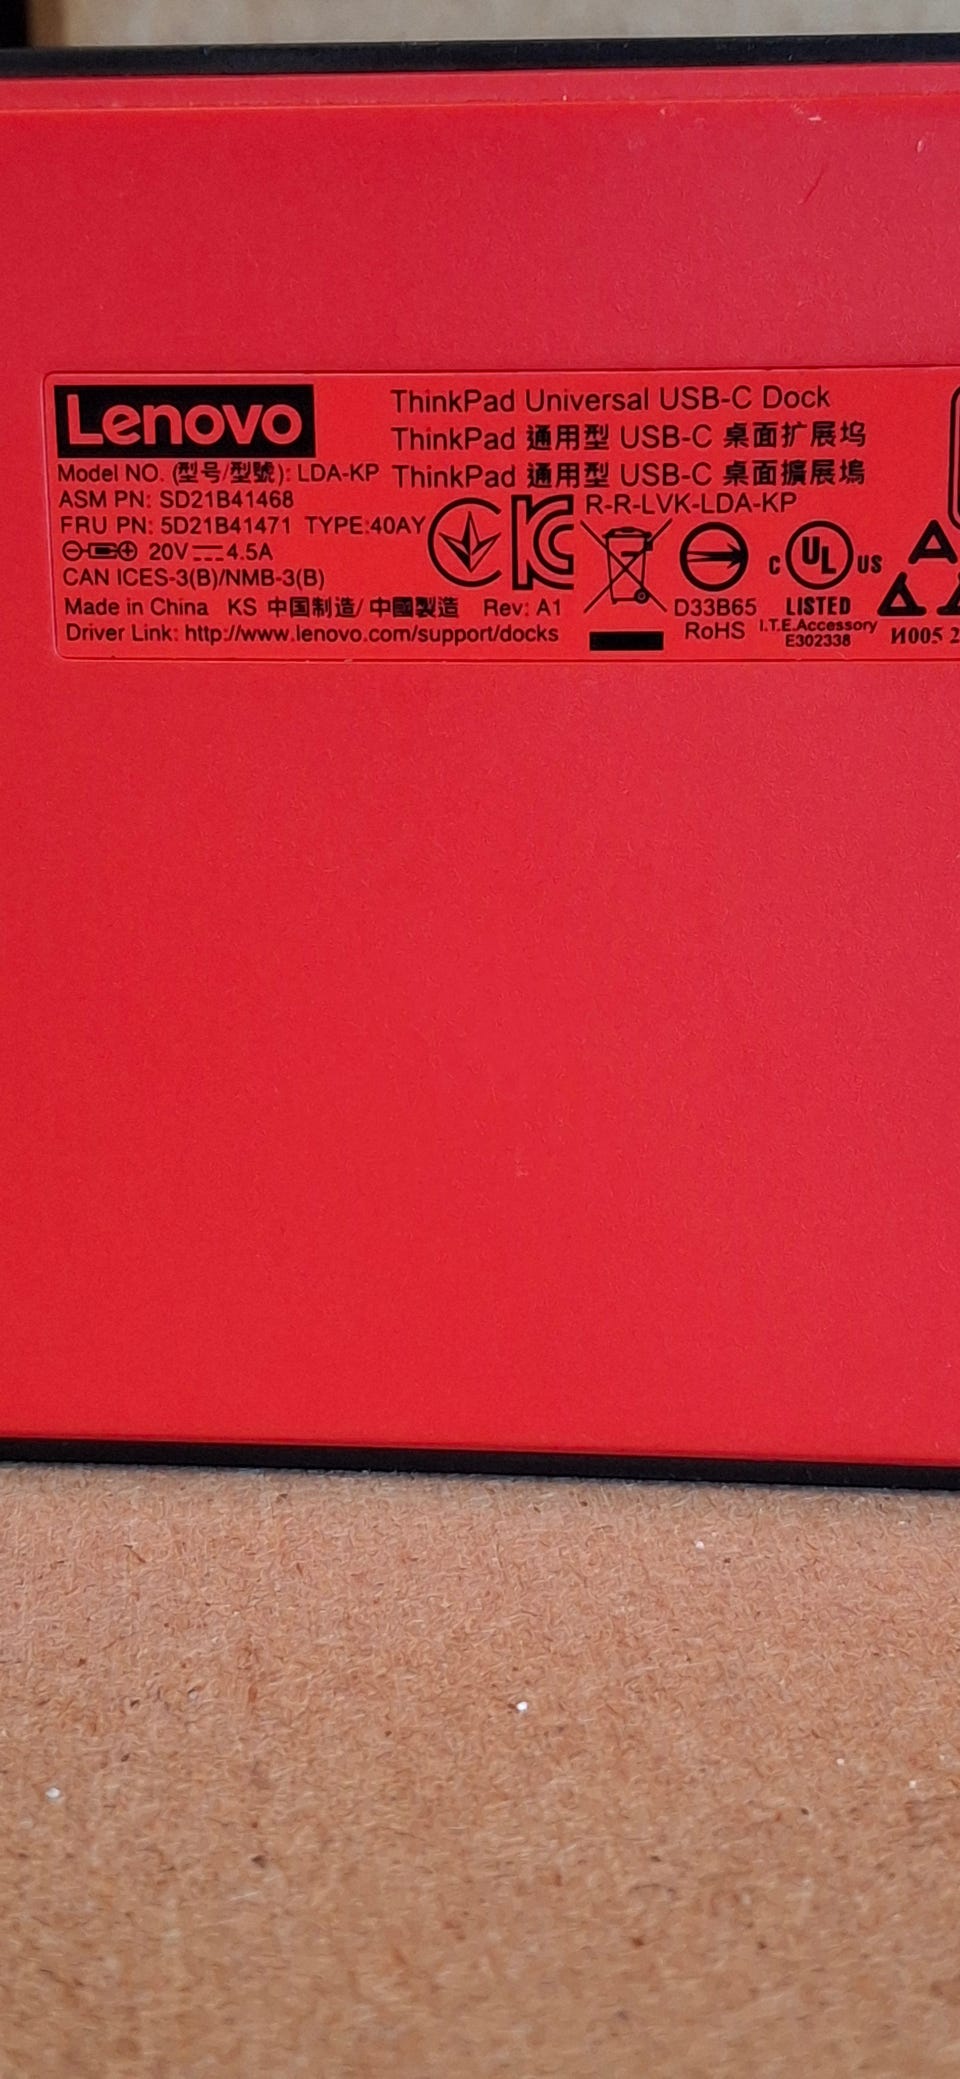 Lenovo
ThinkPad Universal USB-C Dock
ThinkPad 通用型 USB-C 桌面扩展坞
ThinkPad 通用型 USB-C 桌面擴展塢
Model NO. (型号/型號): LDA-KP
R-R-LVK-LDA-KP
ASM PN: SD21B41468
FRU PN: 5D21B41471 TYPE:40AY
20V 4.5A
CAN ICES-3(B)/NMB-3(B)
Made in China KS 中国制造/ 中國製造 Rev: A1
Driver Link: http://www.lenovo.com/support/docks
D33B65
RoHS
C UL US
LISTED
I.T.E.Accessory
E302338
И005 2